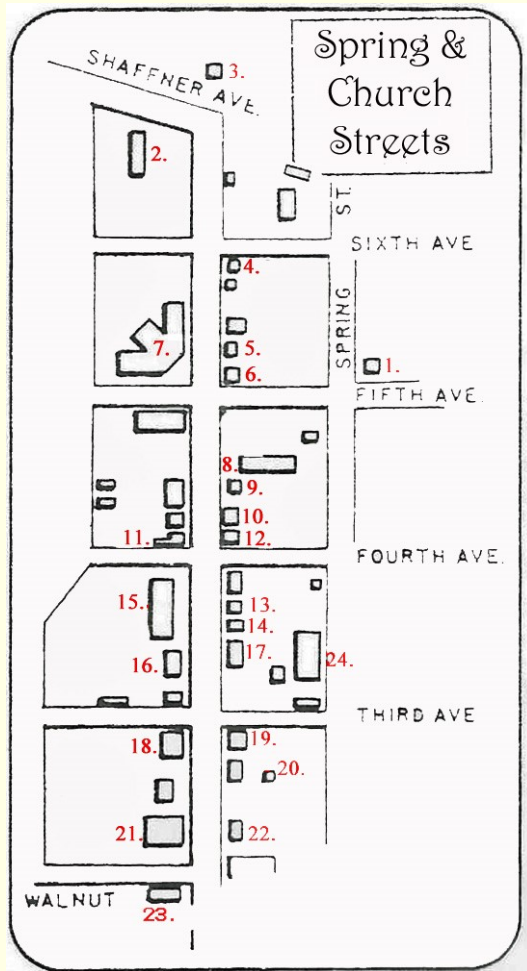 Spring &
Church
Streets
SHAFFNER AVE.
3.
2.
ST.
SIXTH AVE
4.
SPRING
7.
5.
1.
6.
FIFTH AVE.
8.
9.
10.
11.
12.
FOURTH AVE.
15.
13.
14.
16.
17.
24.
THIRD AVE
18.
19.
20.
21.
22.
WALNUT
23.